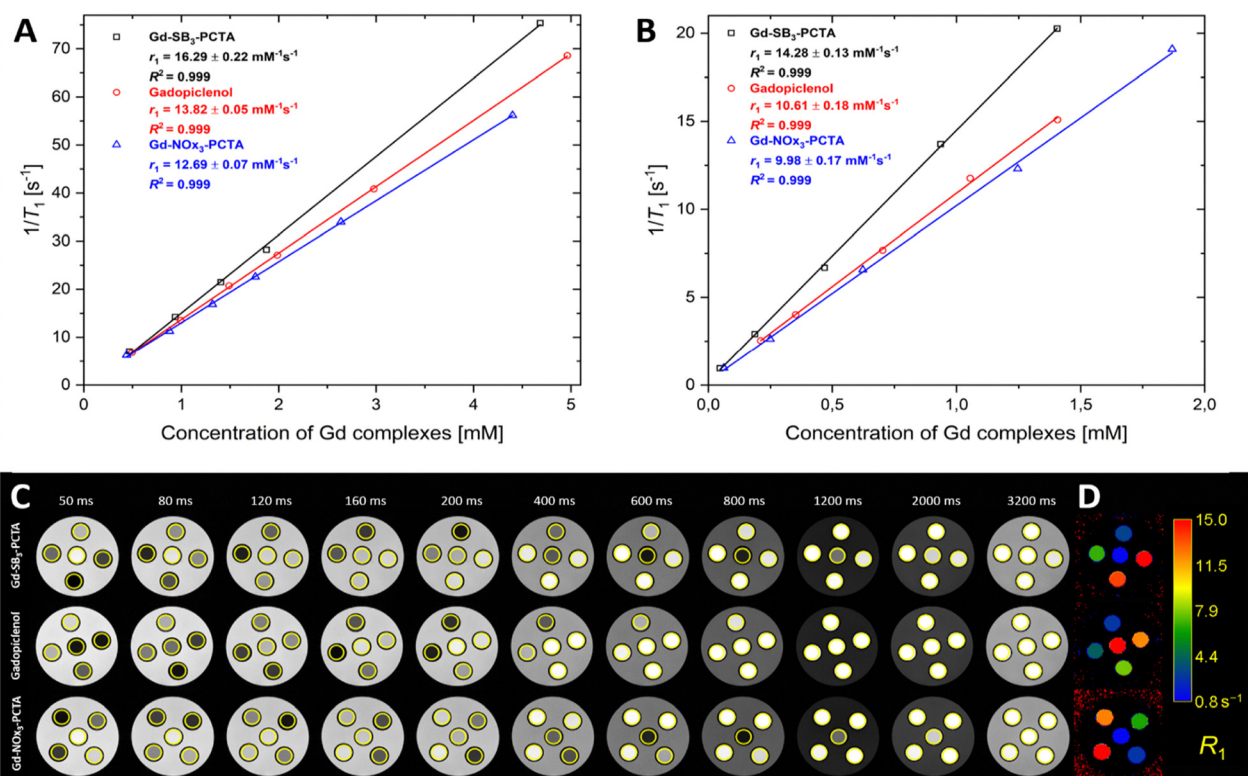 A
Gd-SB₃-PCTA
r₁ = 16.29 ± 0.22 mM⁻¹s⁻¹
R² = 0.999
Gadopiclenol
r₁ = 13.82 ± 0.05 mM⁻¹s⁻¹
R² = 0.999
Gd-NOx₃-PCTA
r₁ = 12.69 ± 0.07 mM⁻¹s⁻¹
R² = 0.999
1/T₁ [s⁻¹]
70
60
50
40
30
20
10
0
0 1 2 3 4 5
Concentration of Gd complexes [mM]
B
Gd-SB₃-PCTA
r₁ = 14.28 ± 0.13 mM⁻¹s⁻¹
R² = 0.999
Gadopiclenol
r₁ = 10.61 ± 0.18 mM⁻¹s⁻¹
R² = 0.999
Gd-NOx₃-PCTA
r₁ = 9.98 ± 0.17 mM⁻¹s⁻¹
R² = 0.999
1/T₁ [s⁻¹]
20
15
10
5
0
0,0 0,5 1,0 1,5 2,0
Concentration of Gd complexes [mM]
C
50 ms 80 ms 120 ms 160 ms 200 ms 400 ms 600 ms 800 ms 1200 ms 2000 ms 3200 ms
Gd-SB₃-PCTA
Gadopiclenol
Gd-NOx₃-PCTA
D
15.0
11.5
7.9
4.4
0.8 s⁻¹
R₁